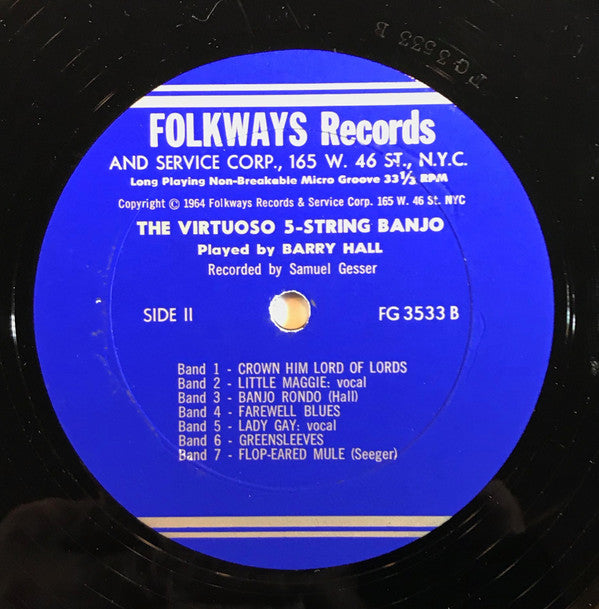 FG 3533 B
FOLKWAYS Records
AND SERVICE CORP., 165 W. 46 ST., N.Y.C.
Long Playing Non-Breakable Micro Groove 33⅓ RPM
Copyright © 1964 Folkways Records & Service Corp. 165 W. 46 St. NYC
THE VIRTUOSO 5-STRING BANJO
Played by BARRY HALL
Recorded by Samuel Gesser
SIDE II FG 3533 B
Band 1 - CROWN HIM LORD OF LORDS
Band 2 - LITTLE MAGGIE: vocal
Band 3 - BANJO RONDO (Hall)
Band 4 - FAREWELL BLUES
Band 5 - LADY GAY: vocal
Band 6 - GREENSLEEVES
Band 7 - FLOP-EARED MULE (Seeger)